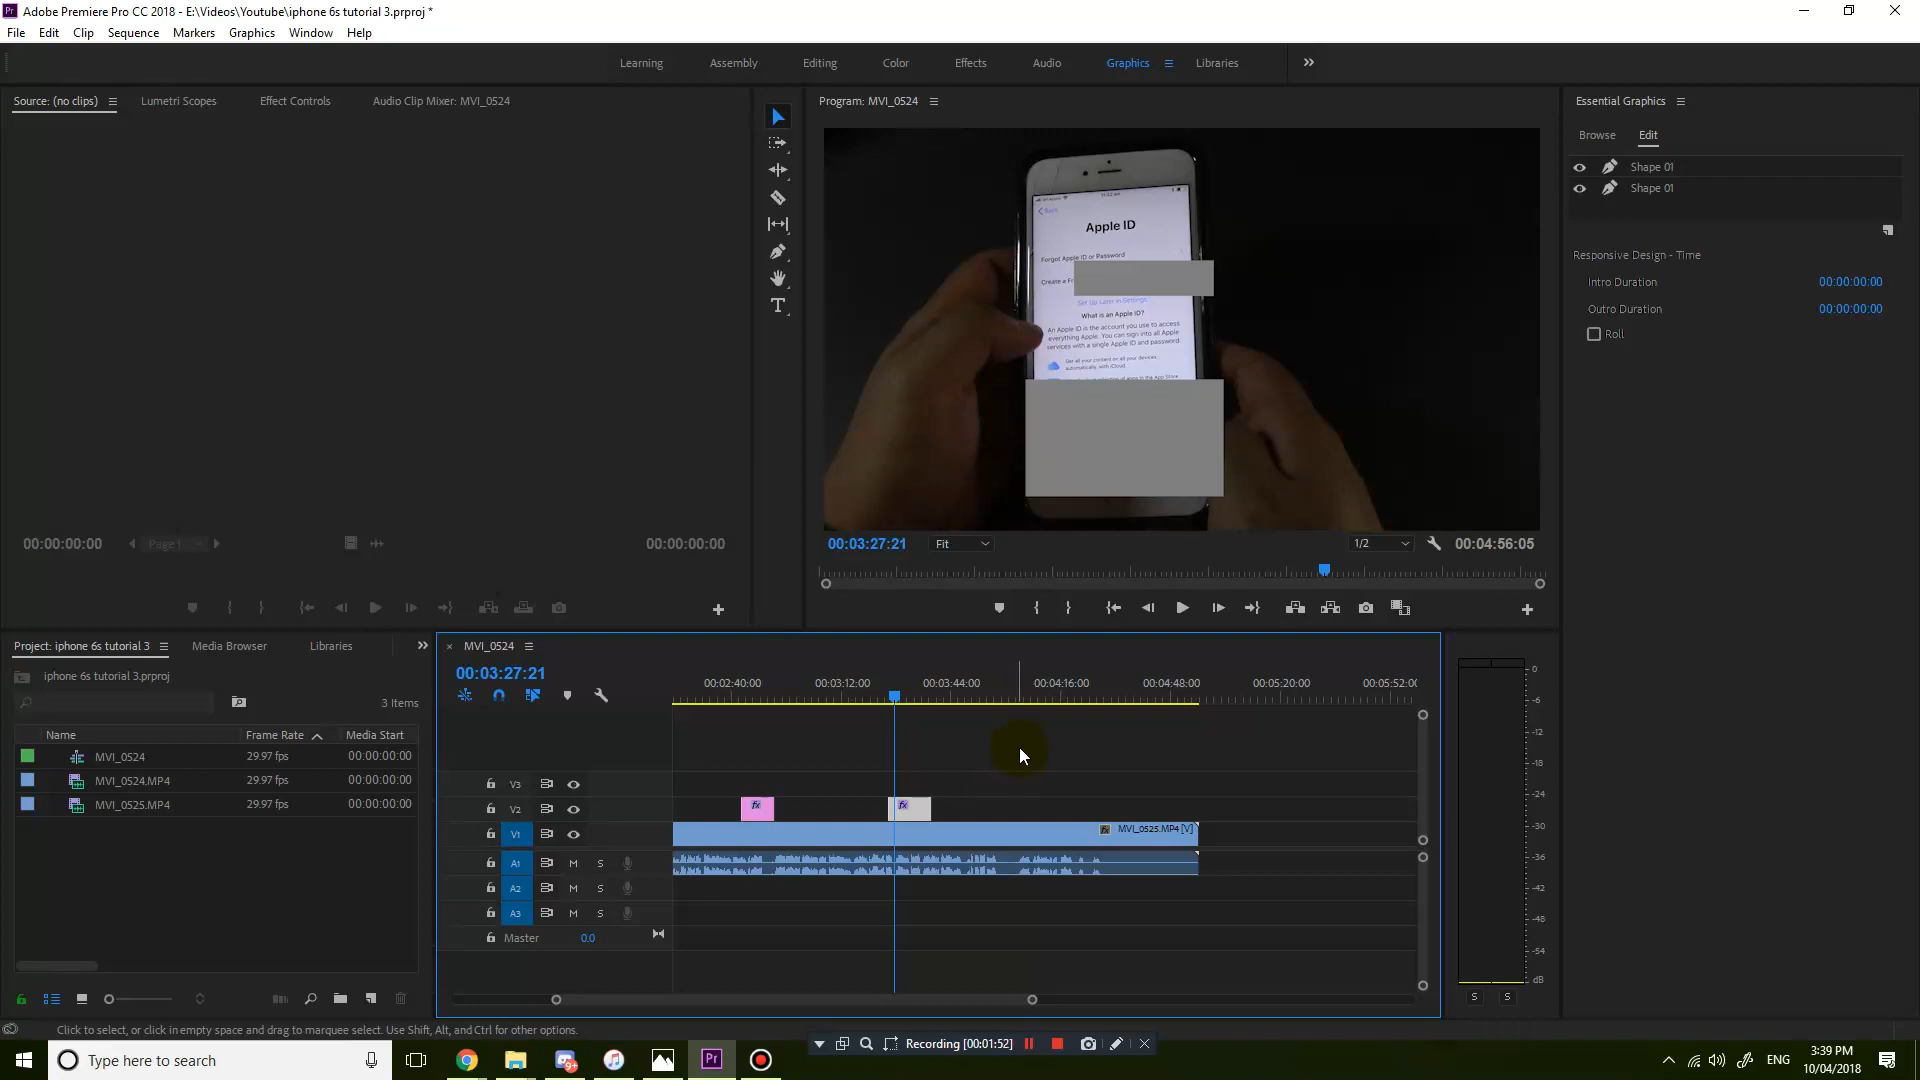 Adobe Premiere Pro CC 2018 - E:\Videos\Youtube\iphone 6s tutorial 3.prproj *
File Edit Clip Sequence Markers Graphics Window Help
Learning Assembly Editing Color Effects Audio Graphics Libraries
Source: (no clips) Lumetri Scopes Effect Controls Audio Clip Mixer: MVI_0524
Program: MVI_0524
Essential Graphics
Browse Edit
Shape 01
Shape 01
Responsive Design - Time
Intro Duration 00:00:00:00
Outro Duration 00:00:00:00
Roll
Back
Apple ID
Forgot Apple ID or Password
Create a
Set Up Later in Settings
What is an Apple ID?
An Apple ID is the account you use to access
everything Apple. You can sign into all Apple
services with a single Apple ID and password.
Get all your content on all your devices
automatically, with iCloud.
00:00:00:00 Page 1 00:00:00:00
00:03:27:21 Fit 1/2 00:04:56:05
Project: iphone 6s tutorial 3 Media Browser Libraries
iphone 6s tutorial 3.prproj
3 Items
Name Frame Rate Media Start
MVI_0524 29.97 fps 00:00:00:00
MVI_0524.MP4 29.97 fps 00:00:00:00
MVI_0525.MP4 29.97 fps 00:00:00:00
MVI_0524
00:03:27:21
00:02:40:00 00:03:12:00 00:03:44:00 00:04:16:00 00:04:48:00 00:05:20:00 00:05:52:00
V3
V2 fx fx
V1 fx MVI_0525.MP4 [V]
A1 M S
A2 M S
A3 M S
Master 0.0
0
-6
-12
-18
-24
-30
-36
-42
-48
-54
dB
S S
Click to select, or click in empty space and drag to marquee select. Use Shift, Alt, and Ctrl for other options.
Recording [00:01:52]
Type here to search
Pr
ENG
3:39 PM
10/04/2018